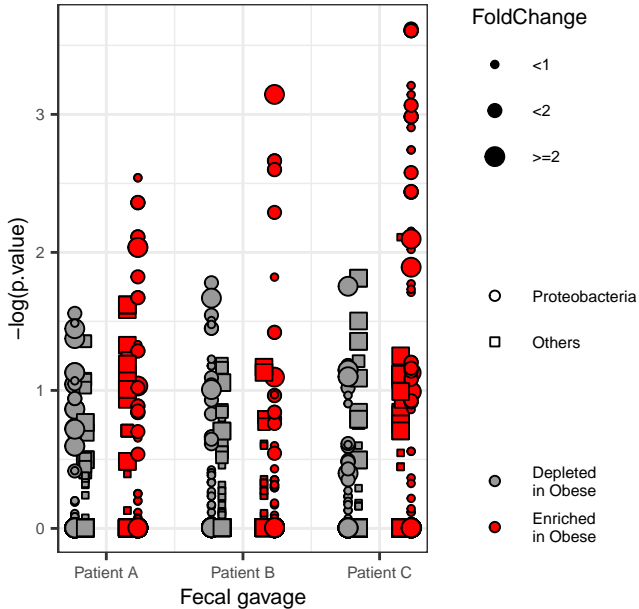 FoldChange
<1
<2
>=2
Proteobacteria
Others
Depleted
in Obese
Enriched
in Obese
−log(p.value)
3
2
1
0
Patient A
Patient B
Patient C
Fecal gavage